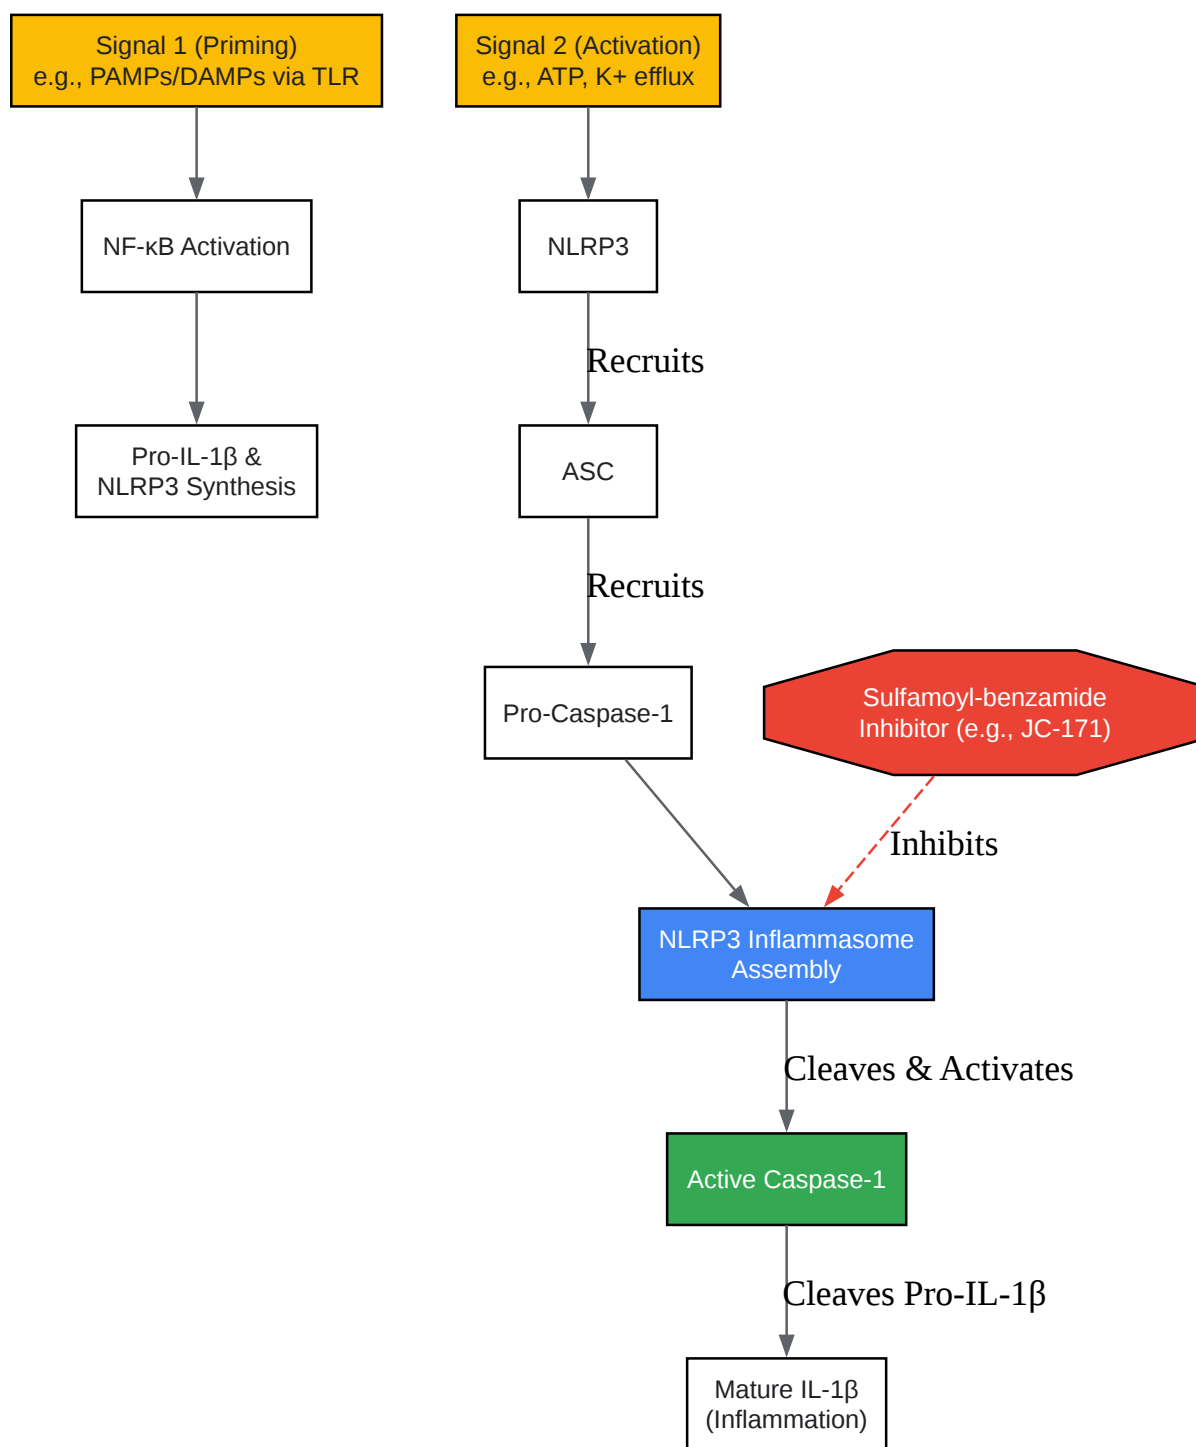 Signal 1 (Priming)
e.g., PAMPs/DAMPs via TLR
Signal 2 (Activation)
e.g., ATP, K+ efflux
NF-κB Activation
NLRP3
Recruits
Pro-IL-1β &
NLRP3 Synthesis
ASC
Recruits
Pro-Caspase-1
Sulfamoyl-benzamide
Inhibitor (e.g., JC-171)
Inhibits
NLRP3 Inflammasome
Assembly
Cleaves & Activates
Active Caspase-1
Cleaves Pro-IL-1β
Mature IL-1β
(Inflammation)